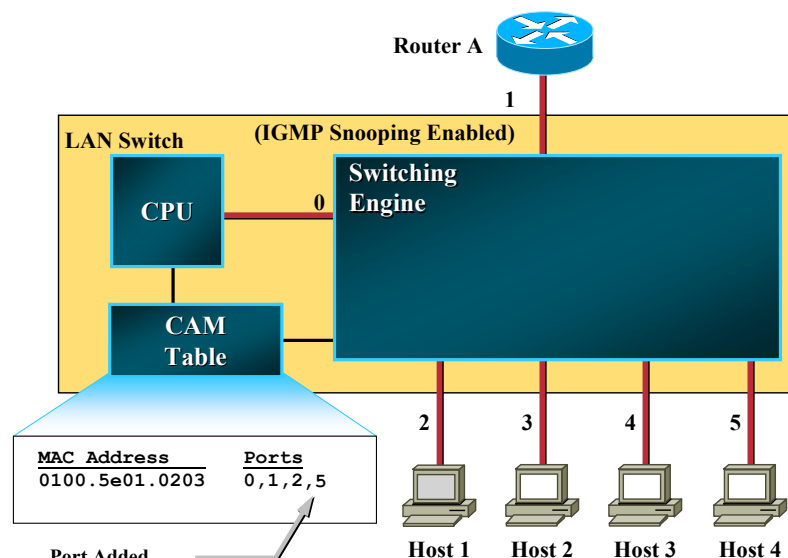 Router A
1
LAN Switch
(IGMP Snooping Enabled)
Switching
Engine
CPU
0
CAM
Table
2
3
4
5
MAC Address Ports
0100.5e01.0203 0,1,2,5
Host 1 Host 2 Host 3 Host 4
Port Added